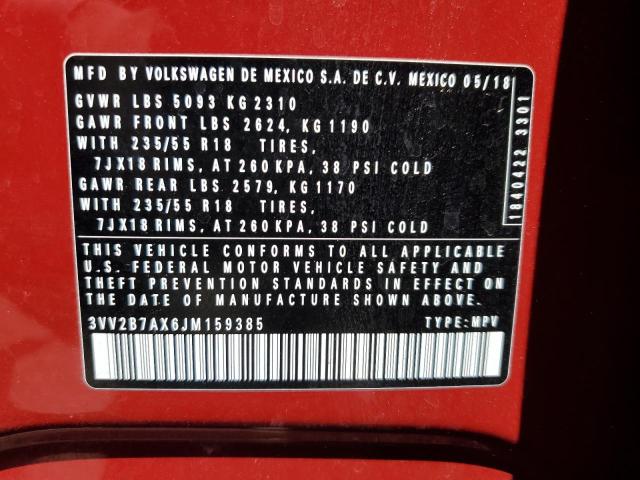 MFD BY VOLKSWAGEN DE MEXICO S.A. DE C.V. MEXICO 05/18
GVWR LBS 5093 KG 2310
GAWR FRONT LBS 2624, KG 1190
WITH 235/55 R18 TIRES,
7JX18 RIMS, AT 260 KPA, 38 PSI COLD
GAWR REAR LBS 2579, KG 1170
WITH 235/55 R18 TIRES,
7JX18 RIMS, AT 260 KPA, 38 PSI COLD
1840422 3301
THIS VEHICLE CONFORMS TO ALL APPLICABLE
U.S. FEDERAL MOTOR VEHICLE SAFETY AND
THEFT PREVENTION STANDARDS IN EFFECT ON
THE DATE OF MANUFACTURE SHOWN ABOVE.
3VV2B7AX6JM159385 TYPE: MPV